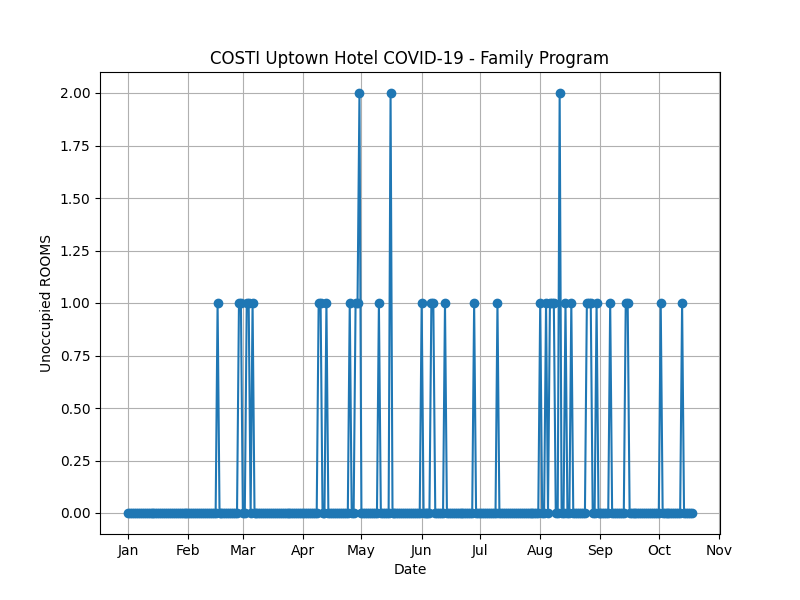 COSTI Uptown Hotel COVID-19 - Family Program
2.00
1.75
1.50
1.25
1.00
0.75
0.50
0.25
0.00
Unoccupied ROOMS
Jan Feb Mar Apr May Jun Jul Aug Sep Oct Nov
Date